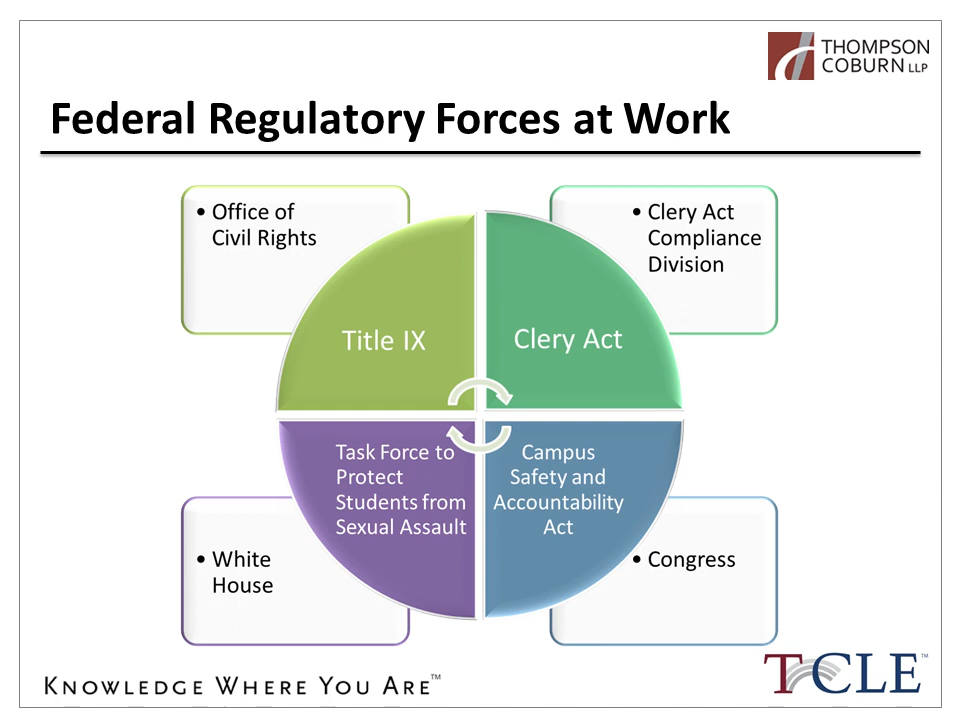 THOMPSON
COBURN LLP
Federal Regulatory Forces at Work
• Office of
Civil Rights
• Clery Act
Compliance
Division
Title IX
Clery Act
Task Force to
Protect
Students from
Sexual Assault
Campus
Safety and
Accountability
Act
• White
House
• Congress
KNOWLEDGE WHERE YOU ARE™
TCCLE™